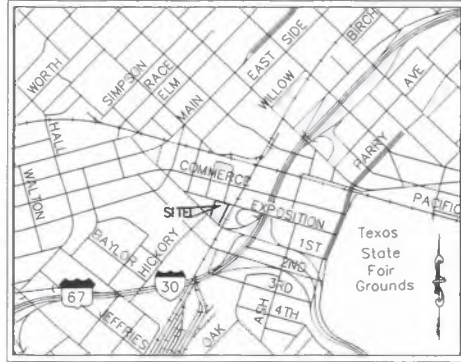 WORTH
SIMPSON
RACE
ELM
MAIN
EAST SIDE
WILLOW
BIRCH
AVE
PARNY
HALL
WALTON
COMMERCE
PACIFIC
SITE
EXPOSITION
BAYLOR
HICKORY
1ST
2ND
3RD
4TH
ASH
OAK
JEFFRIES
67
30
Texas
State
Fair
Grounds